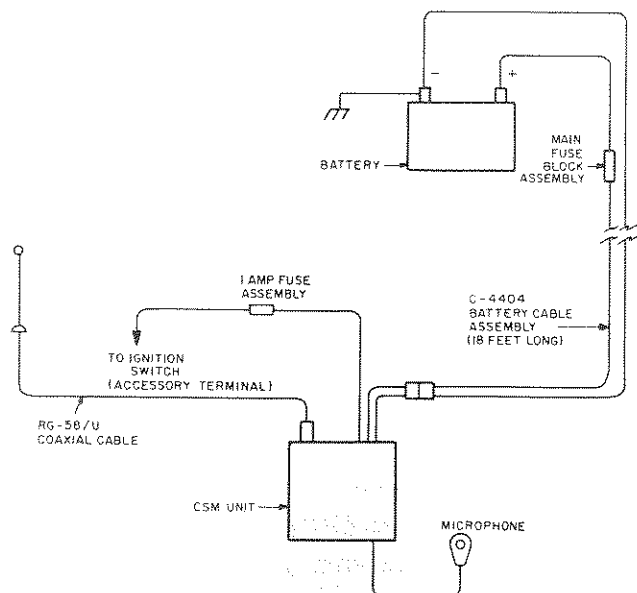 -
+
BATTERY
MAIN
FUSE
BLOCK
ASSEMBLY
1 AMP FUSE
ASSEMBLY
C-4404
BATTERY CABLE
ASSEMBLY
(18 FEET LONG)
TO IGNITION
SWITCH
(ACCESSORY TERMINAL)
RG-58/U
COAXIAL CABLE
CSM UNIT
MICROPHONE